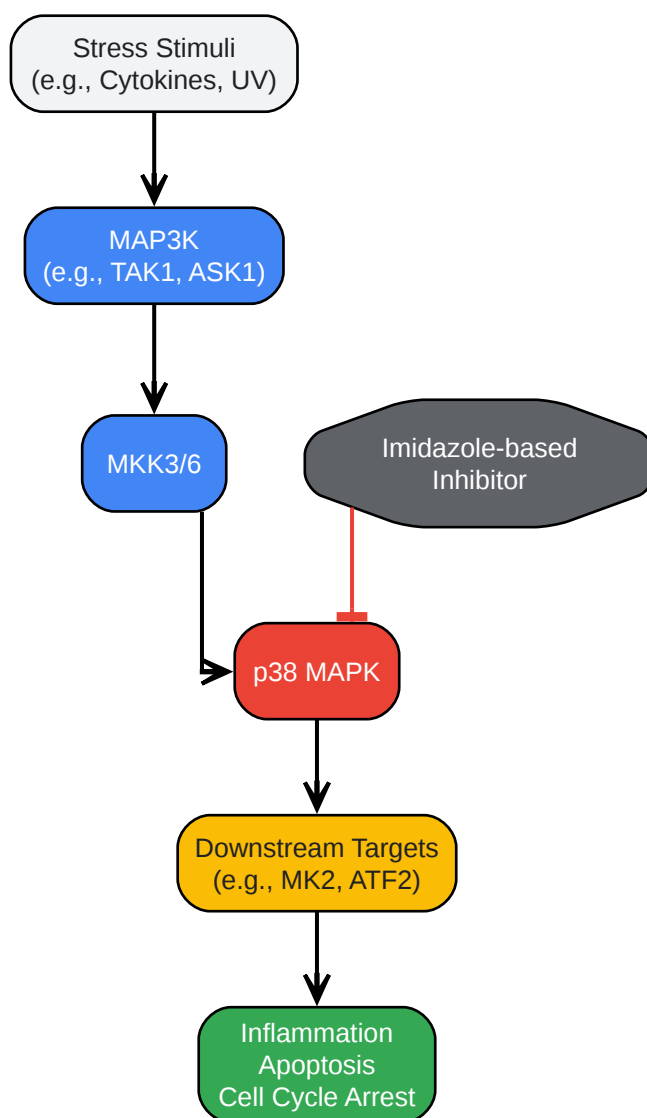 Stress Stimuli
(e.g., Cytokines, UV)
MAP3K
(e.g., TAK1, ASK1)
MKK3/6
Imidazole-based
Inhibitor
p38 MAPK
Downstream Targets
(e.g., MK2, ATF2)
Inflammation
Apoptosis
Cell Cycle Arrest